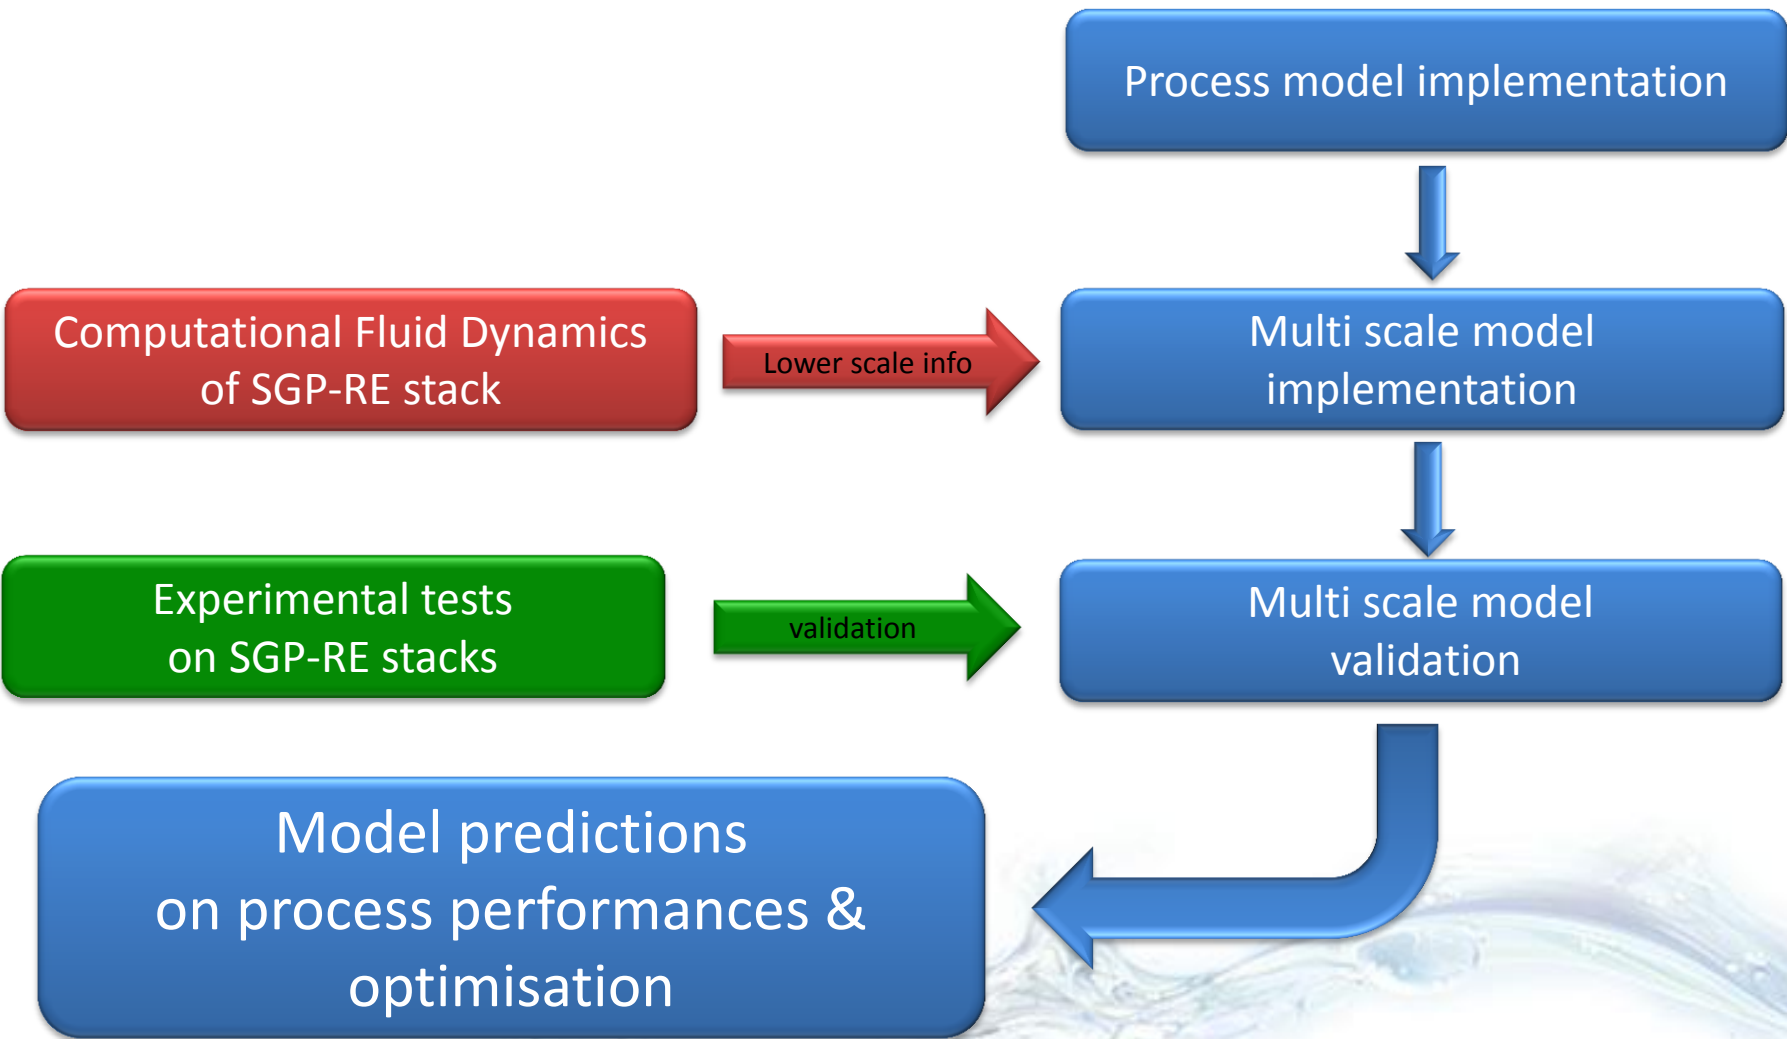 Process model implementation
Computational Fluid Dynamics
of SGP-RE stack
Lower scale info
Multi scale model
implementation
Experimental tests
on SGP-RE stacks
validation
Multi scale model
validation
Model predictions
on process performances &
optimisation